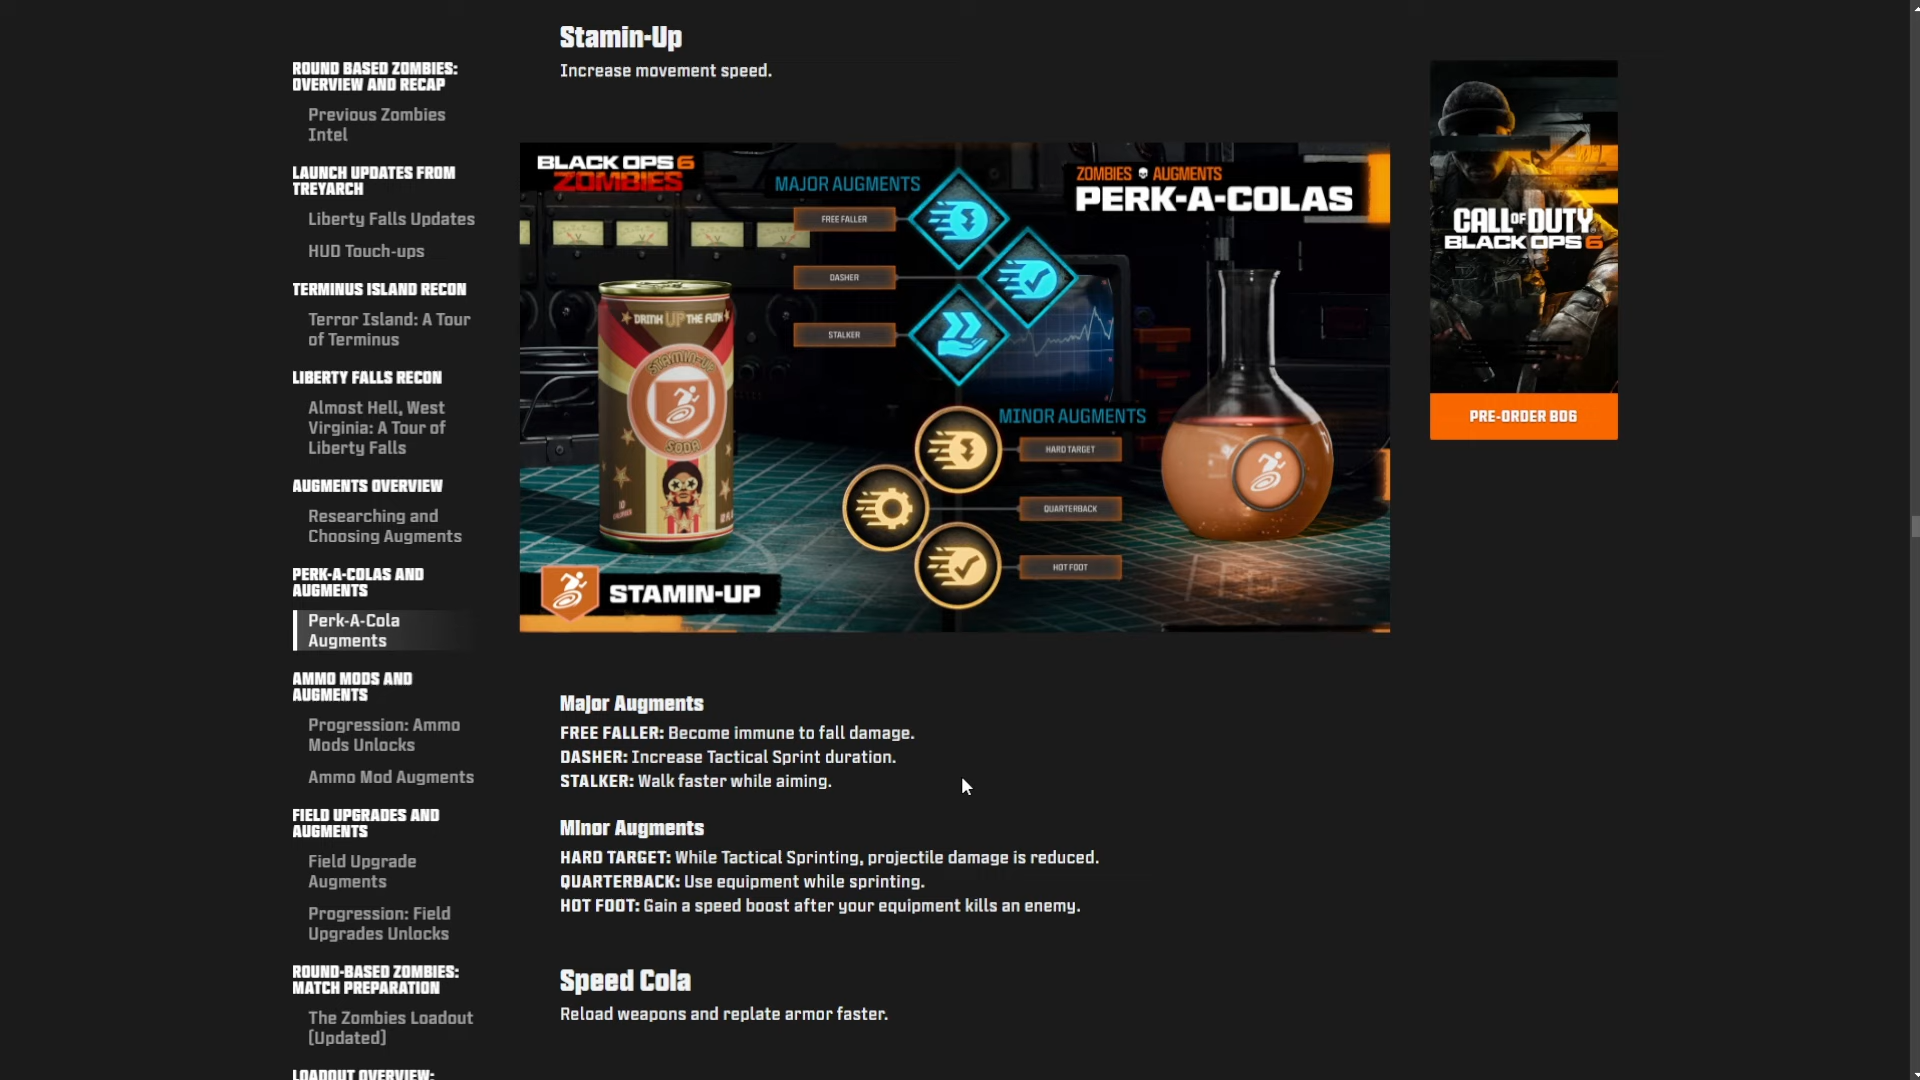 Stamin-Up
Increase movement speed.
ROUND BASED ZOMBIES:
OVERVIEW AND RECAP
Previous Zombies
Intel
LAUNCH UPDATES FROM
TREYARCH
Liberty Falls Updates
HUD Touch-ups
TERMINUS ISLAND RECON
Terror Island: A Tour
of Terminus
LIBERTY FALLS RECON
Almost Hell, West
Virginia: A Tour of
Liberty Falls
AUGMENTS OVERVIEW
Researching and
Choosing Augments
PERK-A-COLAS AND
AUGMENTS
Perk-A-Cola
Augments
AMMO MODS AND
AUGMENTS
Progression: Ammo
Mods Unlocks
Ammo Mod Augments
FIELD UPGRADES AND
AUGMENTS
Field Upgrade
Augments
Progression: Field
Upgrades Unlocks
ROUND-BASED ZOMBIES:
MATCH PREPARATION
The Zombies Loadout
(Updated)
LOADOUT OVERVIEW:
BLACK OPS 6
ZOMBIES
MAJOR AUGMENTS
FREE FALLER
DASHER
STALKER
ZOMBIES AUGMENTS
PERK-A-COLAS
DRINK UP THE FUN
STAMIN-UP
SODA
MINOR AUGMENTS
HARD TARGET
QUARTERBACK
HOT FOOT
STAMIN-UP
Major Augments
FREE FALLER: Become immune to fall damage.
DASHER: Increase Tactical Sprint duration.
STALKER: Walk faster while aiming.
Minor Augments
HARD TARGET: While Tactical Sprinting, projectile damage is reduced.
QUARTERBACK: Use equipment while sprinting.
HOT FOOT: Gain a speed boost after your equipment kills an enemy.
Speed Cola
Reload weapons and replate armor faster.
CALL OF DUTY
BLACK OPS 6
PRE-ORDER BO6